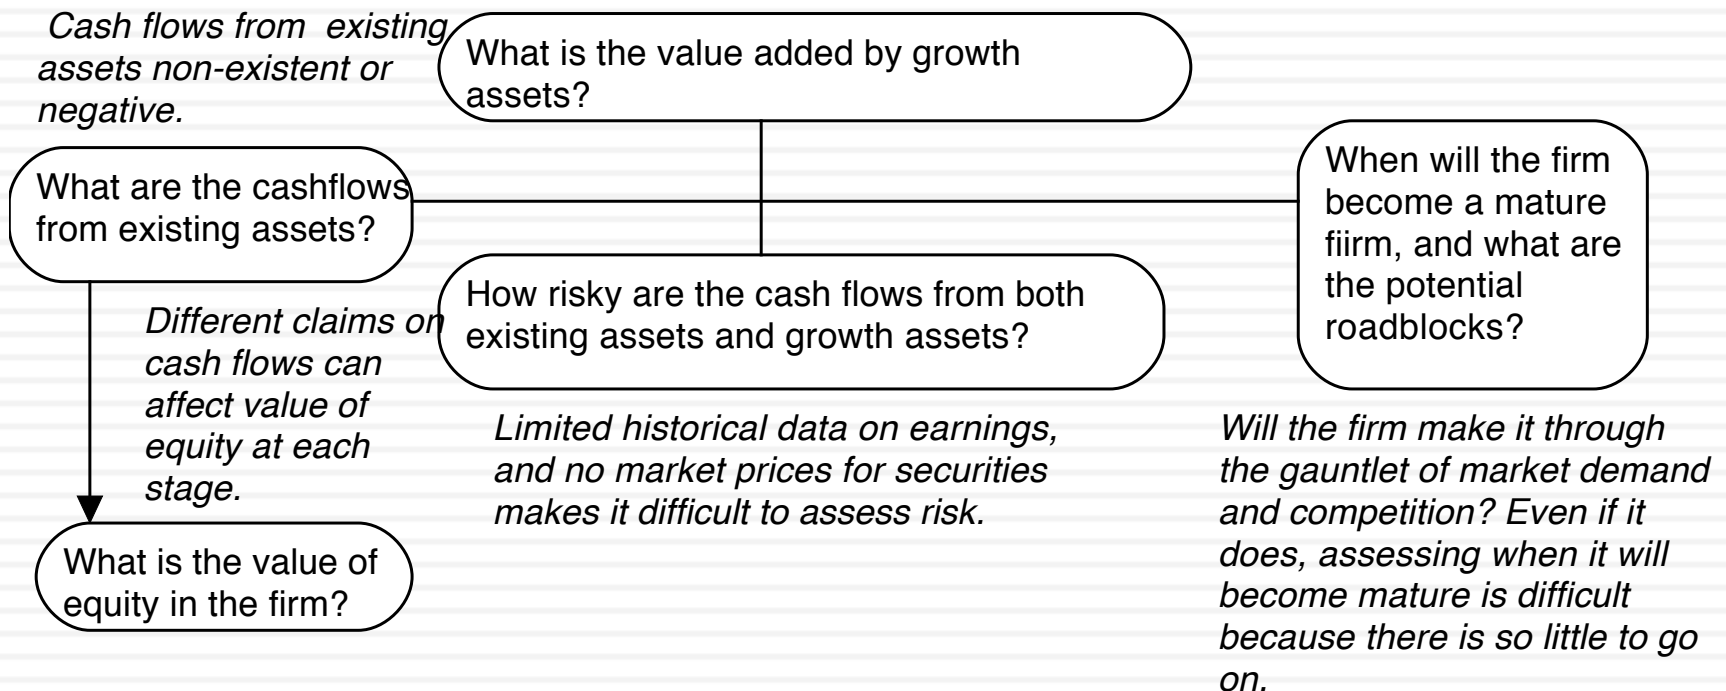 Cash flows from  existing
assets non-existent or
negative.
What is the value added by growth
assets?
What are the cashflows
from existing assets?
When will the firm
become a mature
fiirm, and what are
the potential
roadblocks?
How risky are the cash flows from both
existing assets and growth assets?
Different claims on
cash flows can
affect value of
equity at each
stage.
Limited historical data on earnings,
and no market prices for securities
makes it difficult to assess risk.
Will the firm make it through
the gauntlet of market demand
and competition? Even if it
does, assessing when it will
become mature is difficult
because there is so little to go
on.
What is the value of
equity in the firm?